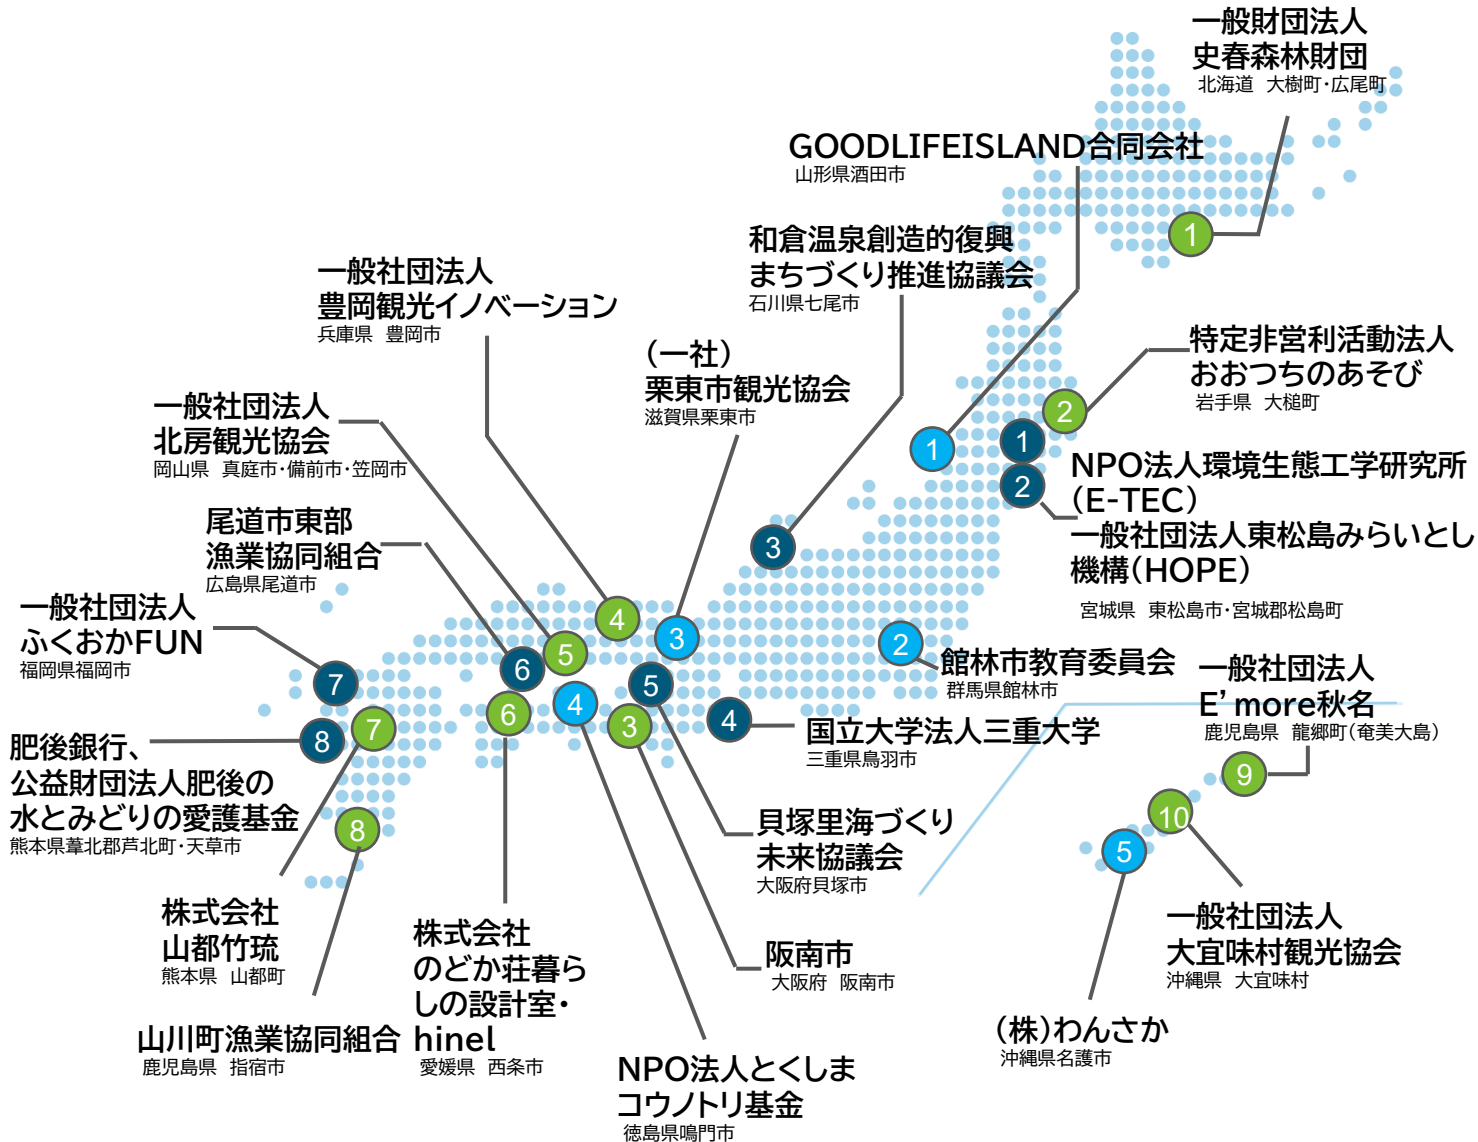 一般財団法人
史春森林財団
北海道 大樹町・広尾町
GOODLIFEISLAND合同会社
山形県酒田市
和倉温泉創造的復興
まちづくり推進協議会
石川県七尾市
一般社団法人
豊岡観光イノベーション
兵庫県 豊岡市
(一社)
栗東市観光協会
滋賀県栗東市
特定非営利活動法人
おおつちのあそび
岩手県 大槌町
一般社団法人
北房観光協会
岡山県 真庭市・備前市・笠岡市
NPO法人環境生態工学研究所
(E-TEC)
一般社団法人東松島みらいとし
機構(HOPE)
宮城県 東松島市・宮城郡松島町
尾道市東部
漁業協同組合
広島県尾道市
一般社団法人
ふくおかFUN
福岡県福岡市
館林市教育委員会
群馬県館林市
一般社団法人
E’more秋名
鹿児島県 龍郷町(奄美大島)
国立大学法人三重大学
三重県鳥羽市
肥後銀行、
公益財団法人肥後の
水とみどりの愛護基金
熊本県葦北郡芦北町・天草市
貝塚里海づくり
未来協議会
大阪府貝塚市
株式会社
山都竹琉
熊本県 山都町
株式会社
のどか荘暮ら
しの設計室・
hinel
愛媛県 西条市
阪南市
大阪府 阪南市
一般社団法人
大宜味村観光協会
沖縄県 大宜味村
山川町漁業協同組合
鹿児島県 指宿市
(株)わんさか
沖縄県名護市
NPO法人とくしま
コウノトリ基金
徳島県鳴門市
1
2
1
1
2
3
4
3
2
5
6
5
7
4
6
3
4
7
8
8
9
10
5